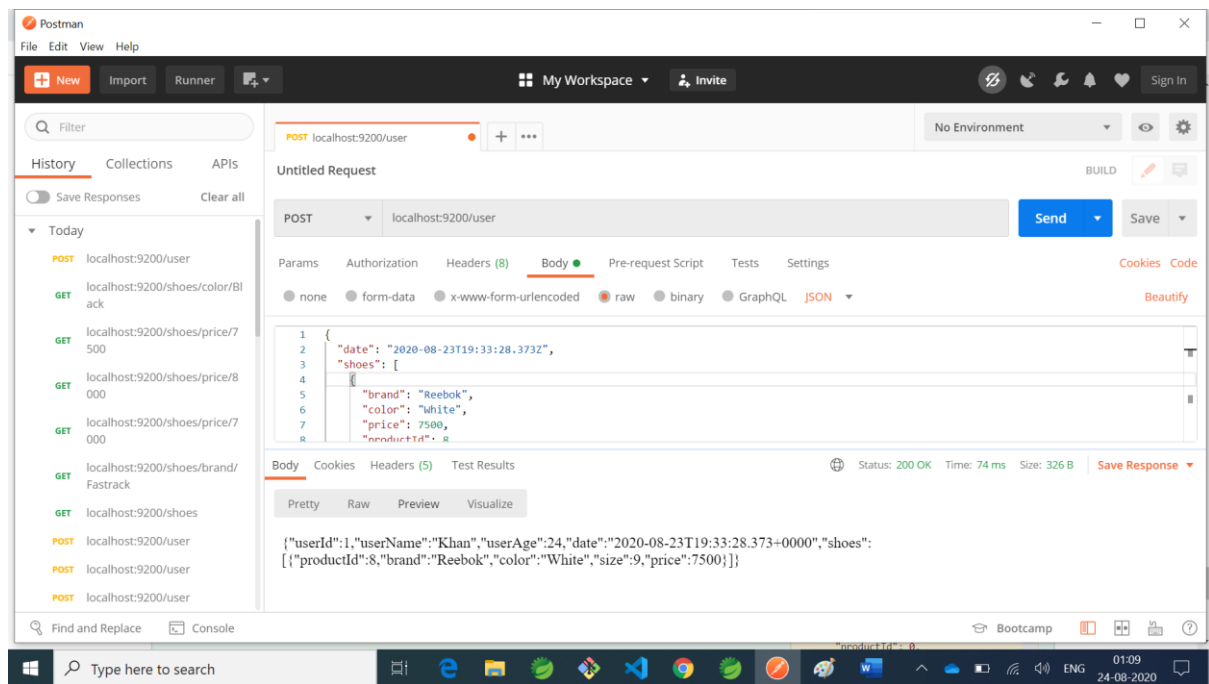 Postman
File Edit View Help
New Import Runner My Workspace Invite Sign In
Filter
History Collections APIs
Save Responses Clear all
Today
POST localhost:9200/user
GET localhost:9200/shoes/color/Bl
ack
GET localhost:9200/shoes/price/7
500
GET localhost:9200/shoes/price/8
000
GET localhost:9200/shoes/price/7
000
GET localhost:9200/shoes/brand/
Fastrack
GET localhost:9200/shoes
POST localhost:9200/user
POST localhost:9200/user
POST localhost:9200/user
POST localhost:9200/user + •••
No Environment
Untitled Request BUILD
POST localhost:9200/user Send Save
Params Authorization Headers (8) Body Pre-request Script Tests Settings Cookies Code
none form-data x-www-form-urlencoded raw binary GraphQL JSON Beautify
1 {
2 "date": "2020-08-23T19:33:28.373Z",
3 "shoes": [
4 {
5 "brand": "Reebok",
6 "color": "White",
7 "price": 7500,
8 "productId": 8
Body Cookies Headers (5) Test Results Status: 200 OK Time: 74 ms Size: 326 B Save Response
Pretty Raw Preview Visualize
{"userId":1,"userName":"Khan","userAge":24,"date":"2020-08-23T19:33:28.373+0000","shoes":
[{"productId":8,"brand":"Reebok","color":"White","size":9,"price":7500}]}
Find and Replace Console Bootcamp
"productId": 0,
Type here to search ENG 01:09
24-08-2020